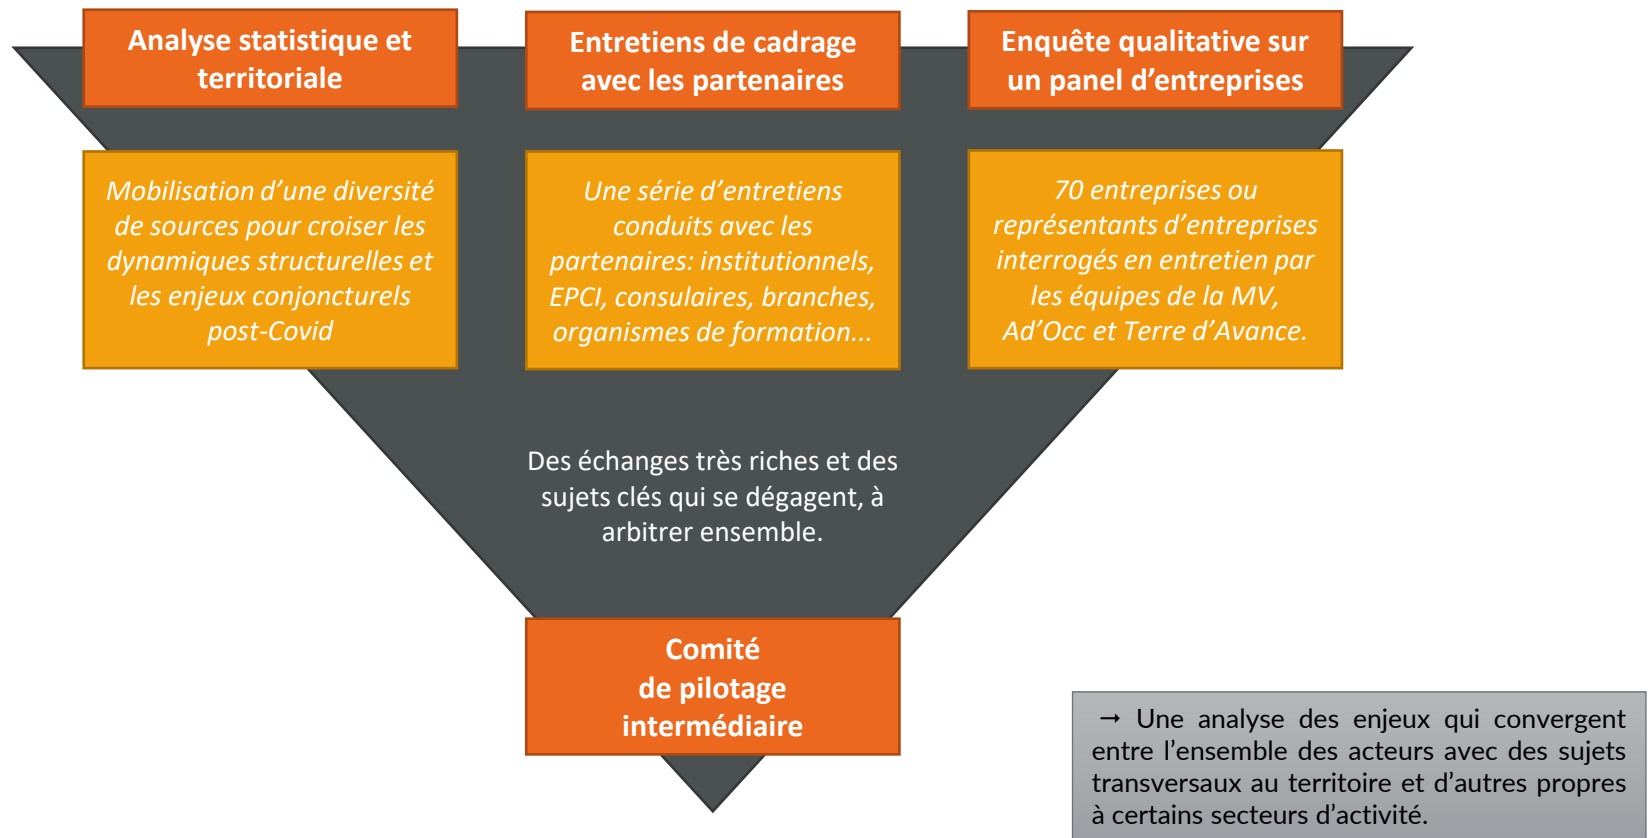 Analyse statistique et
territoriale
Entretiens de cadrage
avec les partenaires
Enquête qualitative sur
un panel d'entreprises
Mobilisation d'une diversité
de sources pour croiser les
dynamiques structurelles et
les enjeux conjoncturels
post-Covid
Une série d'entretiens
conduits avec les
partenaires: institutionnels,
EPCI, consulaires, branches,
organismes de formation...
70 entreprises ou
représentants d'entreprises
interrogés en entretien par
les équipes de la MV,
Ad'Occ et Terre d'Avance.
Des échanges très riches et des
sujets clés qui se dégagent, à
arbitrer ensemble.
Comité
de pilotage
intermédiaire
→ Une analyse des enjeux qui convergent
entre l'ensemble des acteurs avec des sujets
transversaux au territoire et d'autres propres
à certains secteurs d'activité.